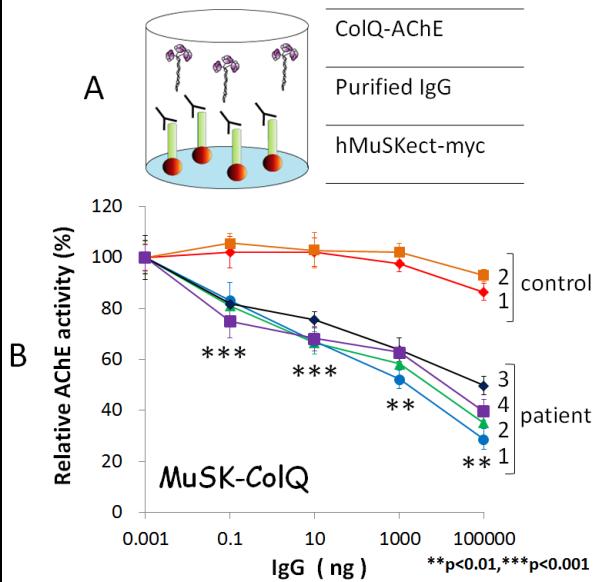 A
ColQ-AChE
Purified IgG
hMuSKect-myc
B
Relative AChE activity (%)
120
100
80
60
40
20
0
0.001
0.1
10
1000
100000
IgG ( ng )
***
***
**
**
2
1
control
3
4
2
1
patient
MuSK-ColQ
**p<0.01,***p<0.001